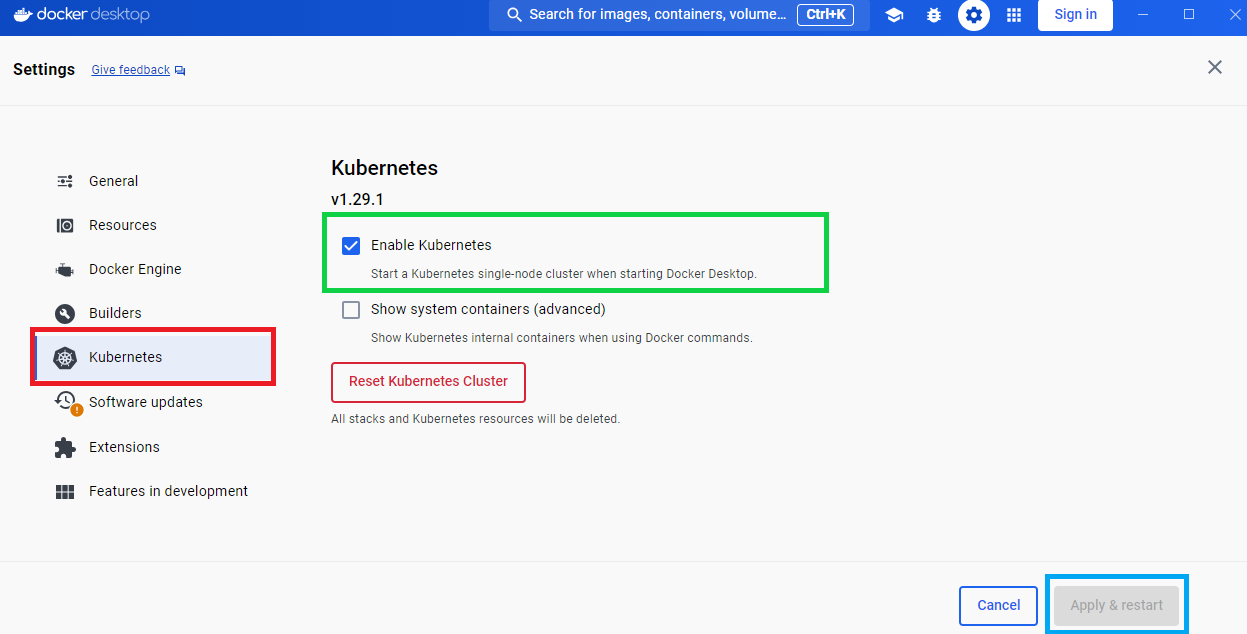 docker desktop
Search for images, containers, volume...
Ctrl+K
Sign in
Settings
Give feedback
General
Resources
Docker Engine
Builders
Kubernetes
Software updates
Extensions
Features in development
Kubernetes
v1.29.1
Enable Kubernetes
Start a Kubernetes single-node cluster when starting Docker Desktop.
Show system containers (advanced)
Show Kubernetes internal containers when using Docker commands.
Reset Kubernetes Cluster
All stacks and Kubernetes resources will be deleted.
Cancel
Apply & restart